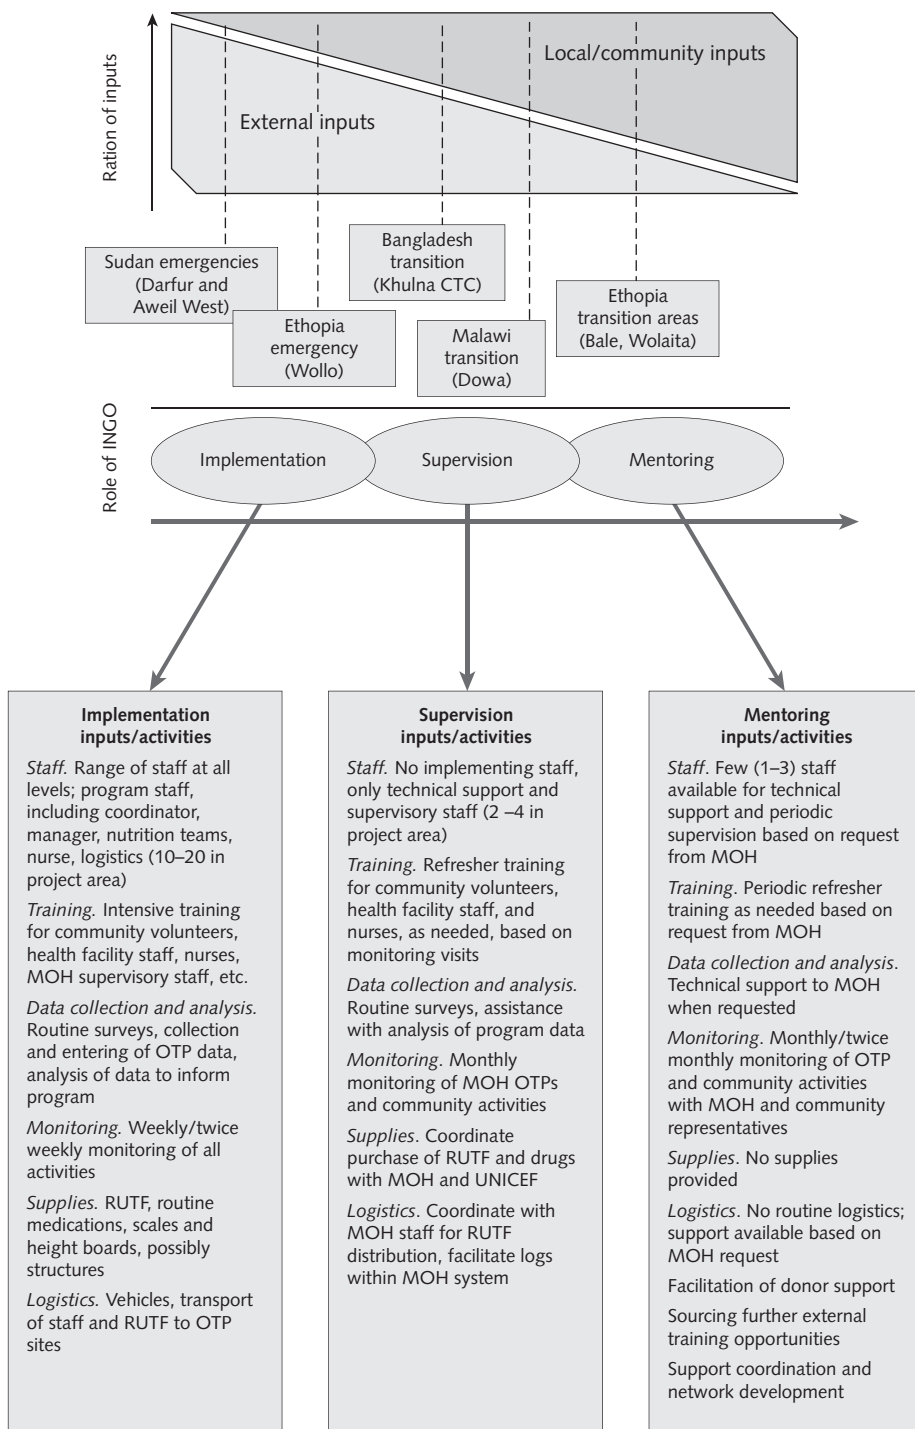 Ration of inputs
Local/community inputs
External inputs
Sudan emergencies
(Darfur and
Aweil West)
Ethopia
emergency
(Wollo)
Bangladesh
transition
(Khulna CTC)
Malawi
transition
(Dowa)
Ethopia
transition areas
(Bale, Wolaita)
Role of INGO
Implementation
Supervision
Mentoring
Implementation
inputs/activities
Staff. Range of staff at all
levels; program staff,
including coordinator,
manager, nutrition teams,
nurse, logistics (10–20 in
project area)
Training. Intensive training
for community volunteers,
health facility staff, nurses,
MOH supervisory staff, etc.
Data collection and analysis.
Routine surveys, collection
and entering of OTP data,
analysis of data to inform
program
Monitoring. Weekly/twice
weekly monitoring of all
activities
Supplies. RUTF, routine
medications, scales and
height boards, possibly
structures
Logistics. Vehicles, transport
of staff and RUTF to OTP
sites
Supervision
inputs/activities
Staff. No implementing staff,
only technical support and
supervisory staff (2 –4 in
project area)
Training. Refresher training
for community volunteers,
health facility staff, and
nurses, as needed, based on
monitoring visits
Data collection and analysis.
Routine surveys, assistance
with analysis of program data
Monitoring. Monthly
monitoring of MOH OTPs
and community activities
Supplies. Coordinate
purchase of RUTF and drugs
with MOH and UNICEF
Logistics. Coordinate with
MOH staff for RUTF
distribution, facilitate logs
within MOH system
Mentoring
inputs/activities
Staff. Few (1–3) staff
available for technical
support and periodic
supervision based on request
from MOH
Training. Periodic refresher
training as needed based on
request from MOH
Data collection and analysis.
Technical support to MOH
when requested
Monitoring. Monthly/twice
monthly monitoring of OTP
and community activities
with MOH and community
representatives
Supplies. No supplies
provided
Logistics. No routine logistics;
support available based on
MOH request
Facilitation of donor support
Sourcing further external
training opportunities
Support coordination and
network development